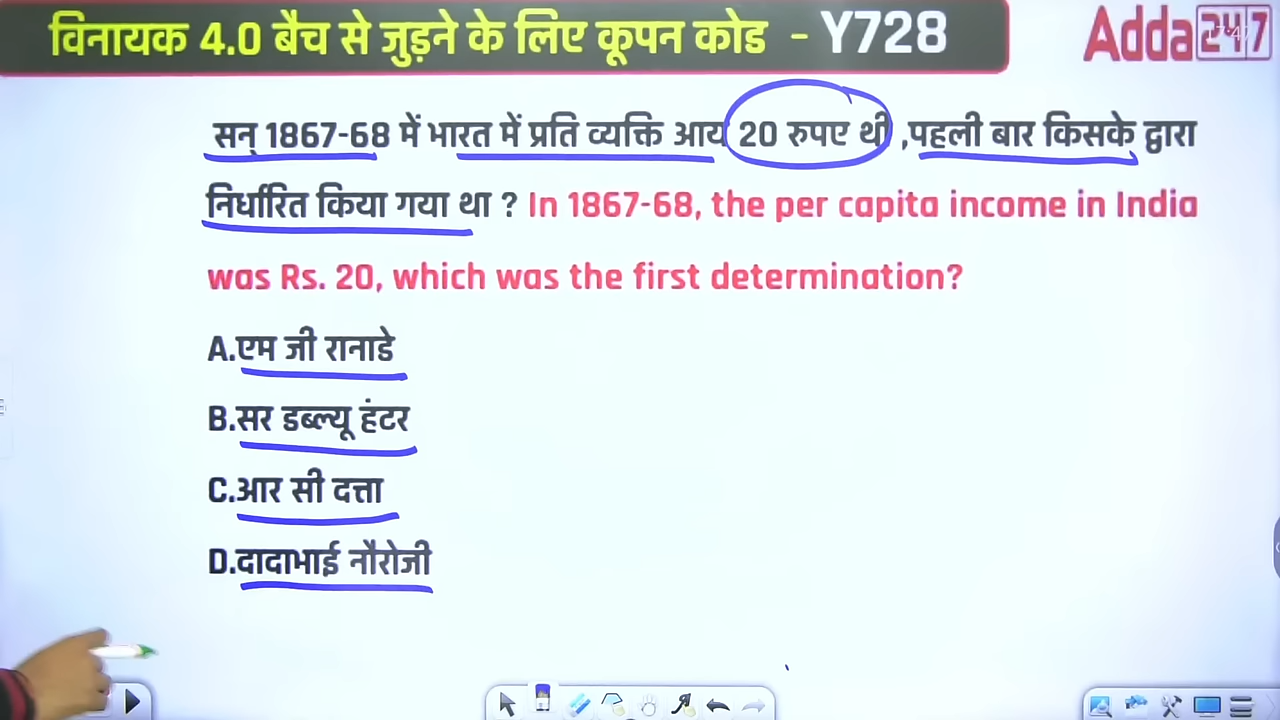 विनायक 4.0 बैच से जुड़ने के लिए कूपन कोड - Y728
Adda247
सन् 1867-68 में भारत में प्रति व्यक्ति आय 20 रुपए थी ,पहली बार किसके द्वारा
निर्धारित किया गया था ? In 1867-68, the per capita income in India
was Rs. 20, which was the first determination?
A.एम जी रानाडे
B.सर डब्ल्यू हंटर
C.आर सी दत्ता
D.दादाभाई नौरोजी